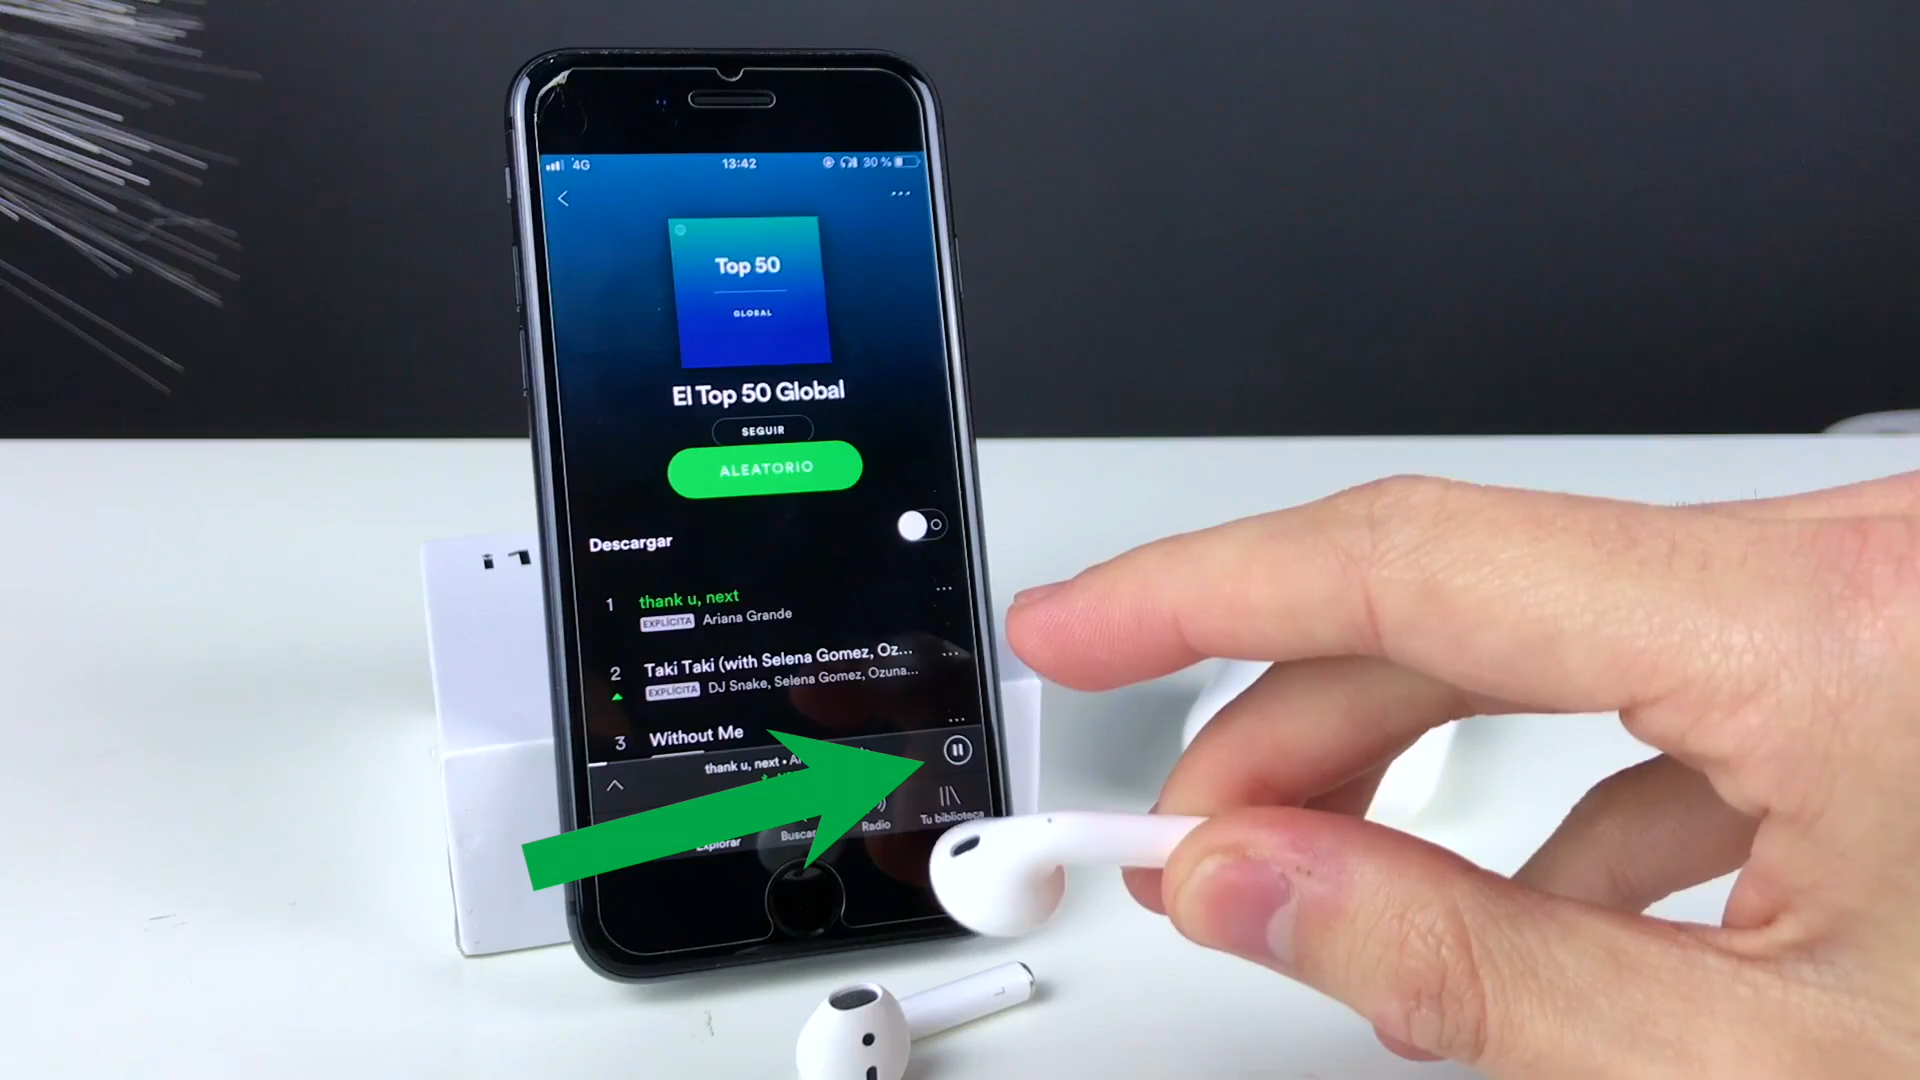 4G 13:42 30 %
Top 50
GLOBAL
El Top 50 Global
SEGUIR
ALEATORIO
Descargar
1 thank u, next
EXPLÍCITA Ariana Grande
2 Taki Taki (with Selena Gomez, Oz...
EXPLÍCITA DJ Snake, Selena Gomez, Ozuna...
3 Without Me
thank u, next •
Explorar Buscar Radio Tu biblioteca
L